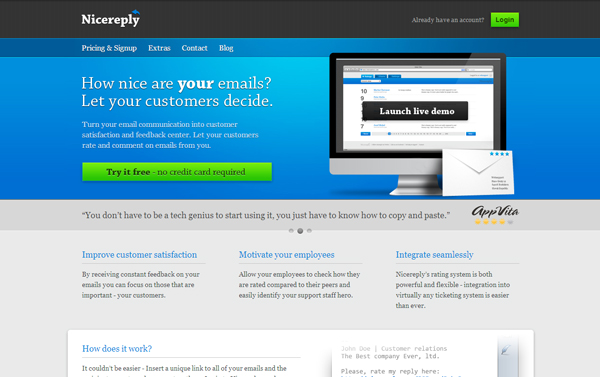 Nicereply
Already have an account?
Login
Pricing & Signup
Extras
Contact
Blog
How nice are your emails?
Let your customers decide.
Turn your email communication into customer
satisfaction and feedback center. Let your customers
rate and comment on emails from you.
Try it free - no credit card required
Launch live demo
"You don't have to be a tech genius to start using it, you just have to know how to copy and paste."
AppVita
Improve customer satisfaction
By receiving constant feedback on your
emails you can focus on those that are
important - your customers.
Motivate your employees
Allow your employees to check how they
are rated compared to their peers and
easily identify your support staff hero.
Integrate seamlessly
Nicereply's rating system is both
powerful and flexible - integration into
virtually any ticketing system is easier
than ever.
How does it work?
It couldn't be easier - Insert a unique link to all of your emails and the
John Doe | Customer relations
The Best company Ever, ltd.
Please, rate my reply here: